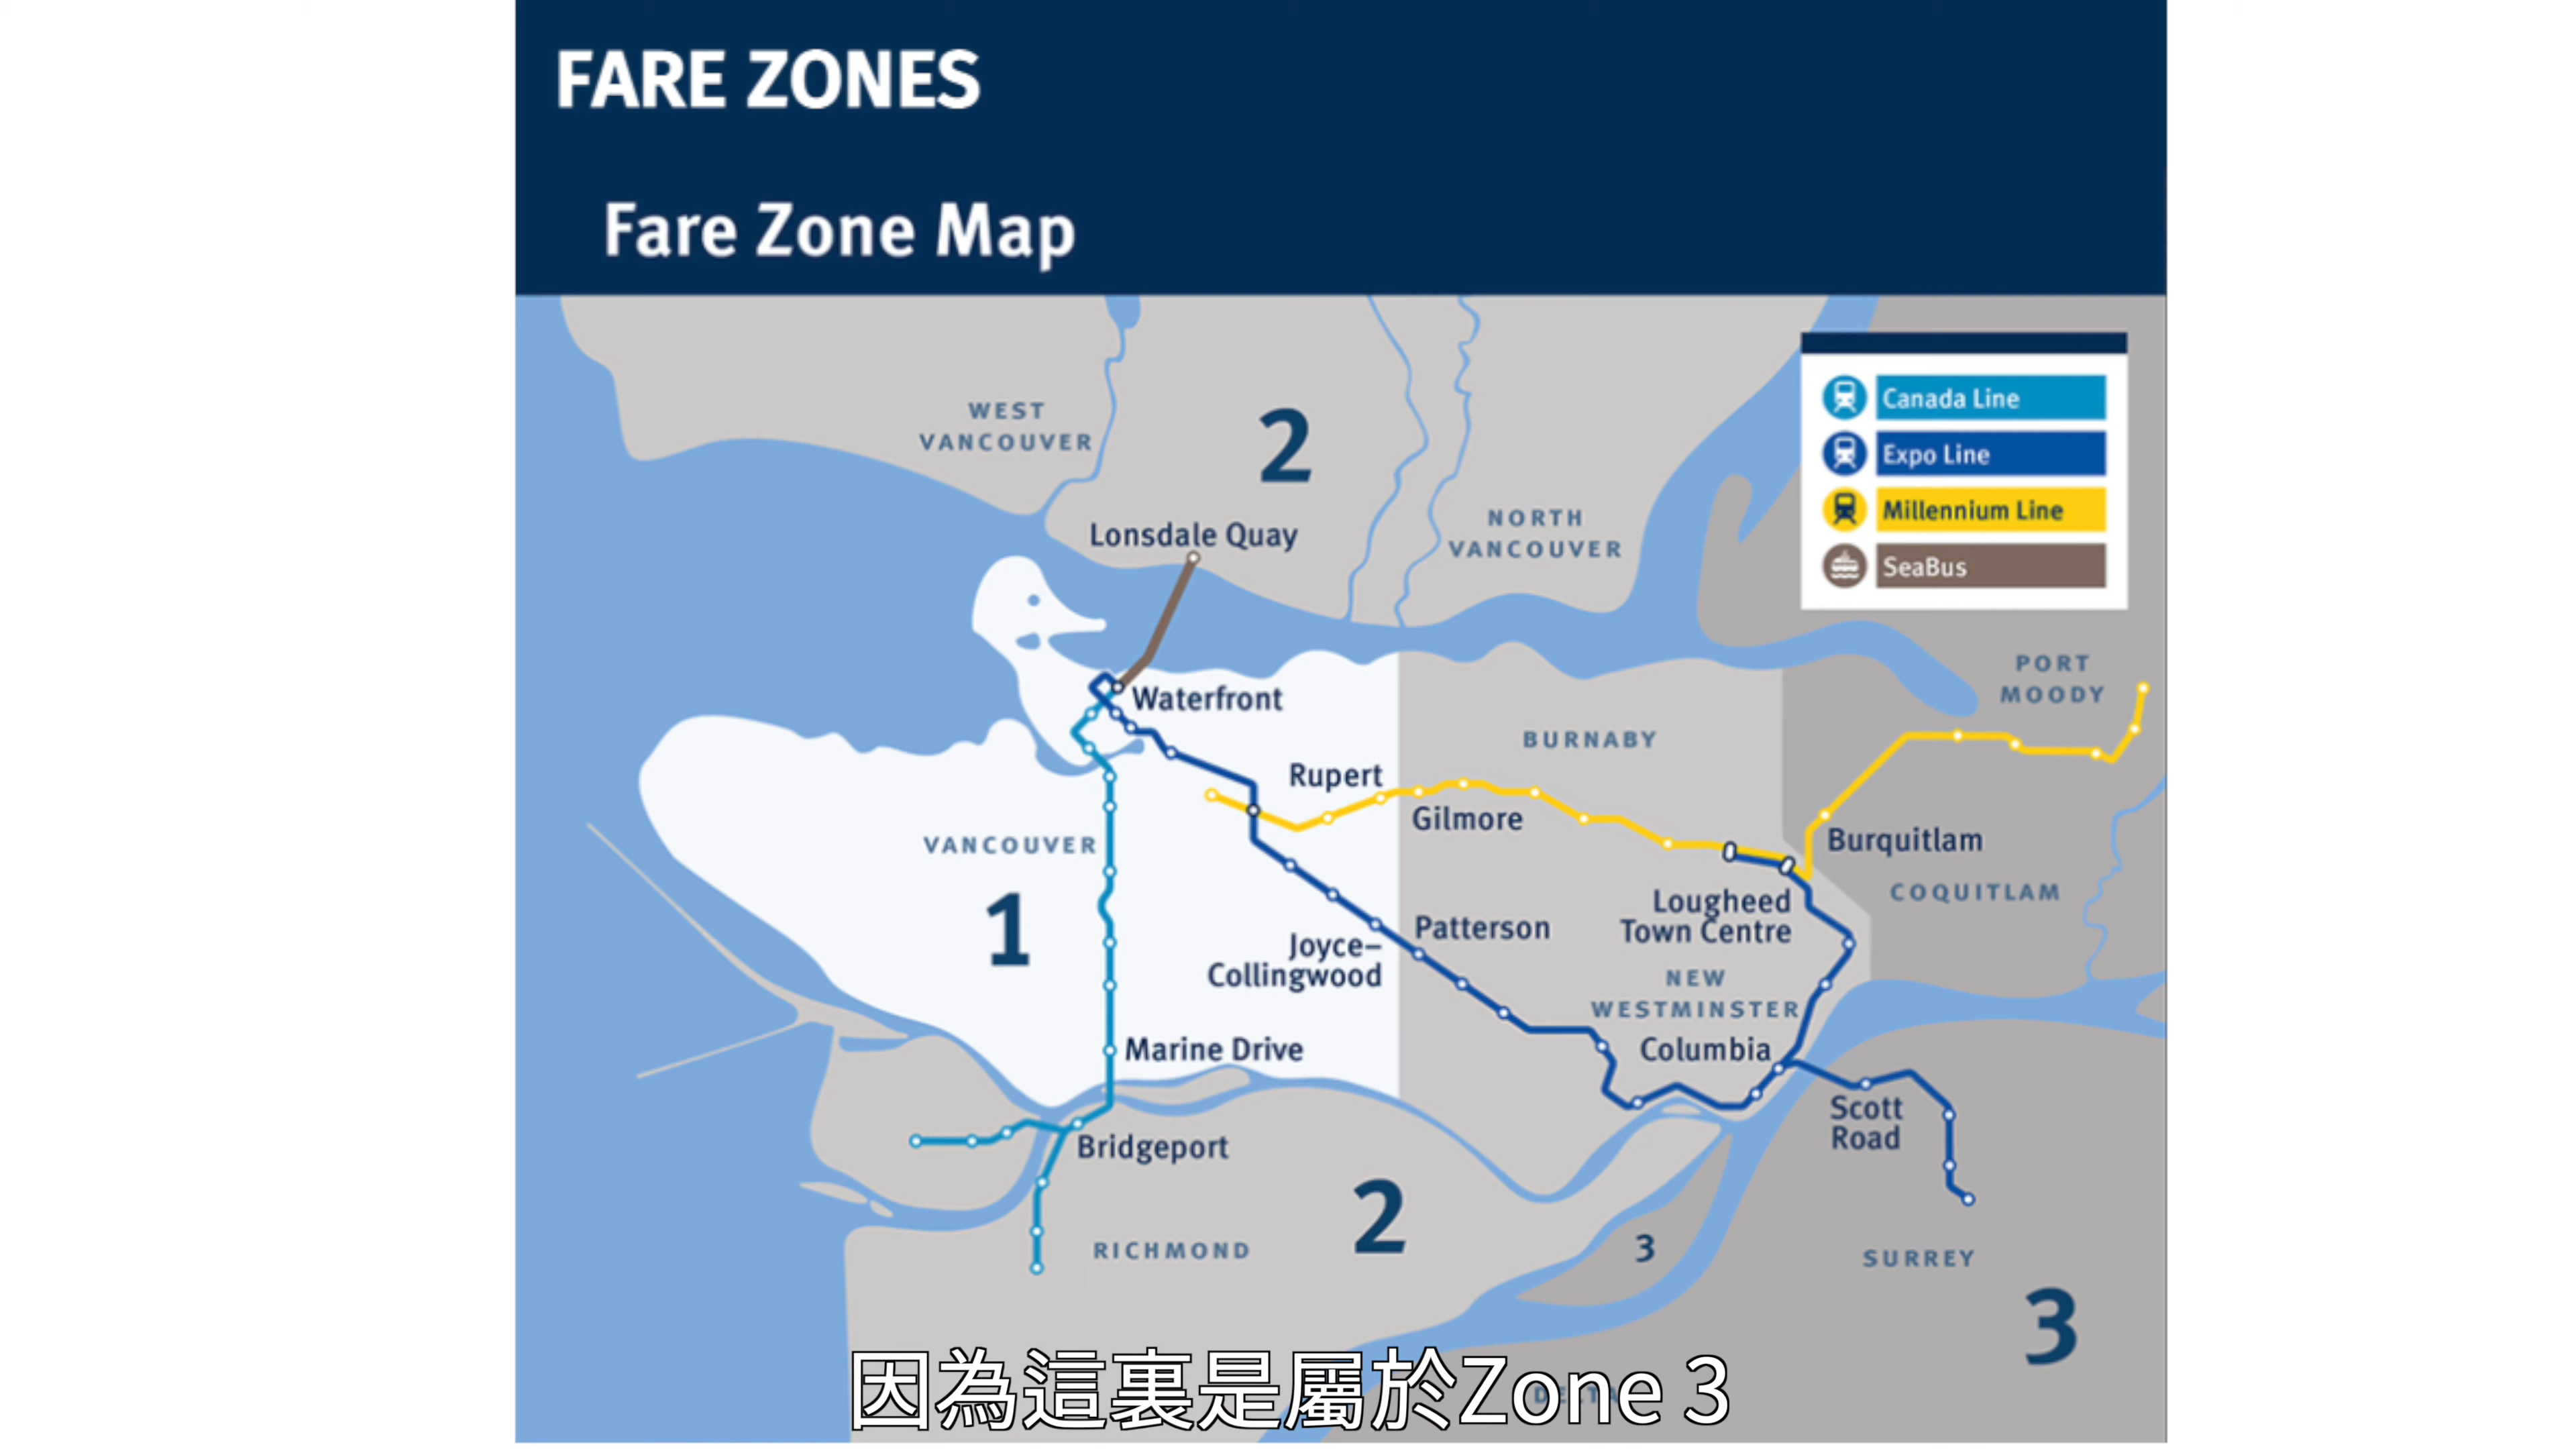 FARE ZONES
Fare Zone Map
WEST
VANCOUVER
2
Lonsdale Quay
NORTH
VANCOUVER
Canada Line
Expo Line
Millennium Line
SeaBus
PORT
MOODY
Waterfront
BURNABY
Rupert
Gilmore
Burquitlam
VANCOUVER
1
COQUITLAM
Lougheed
Town Centre
Patterson
Joyce–
Collingwood
NEW
WESTMINSTER
Columbia
Marine Drive
Scott
Road
Bridgeport
2
RICHMOND
3
SURREY
3
因為這裏是屬於Zone 3